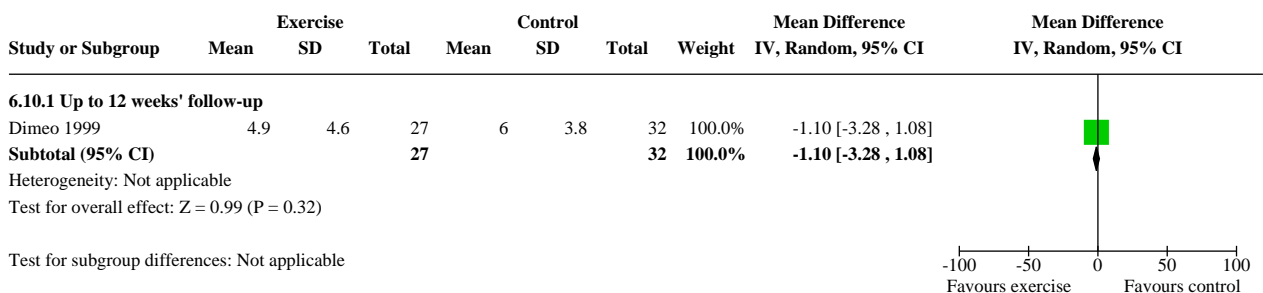 Exercise Control Mean Difference Mean Difference
Study or Subgroup Mean SD Total Mean SD Total Weight IV, Random, 95% CI IV, Random, 95% CI
6.10.1 Up to 12 weeks' follow-up
Dimeo 1999 4.9 4.6 27 6 3.8 32 100.0% -1.10 [-3.28 , 1.08]
Subtotal (95% CI) 27 32 100.0% -1.10 [-3.28 , 1.08]
Heterogeneity: Not applicable
Test for overall effect: Z = 0.99 (P = 0.32)
Test for subgroup differences: Not applicable
-100 -50 0 50 100
Favours exercise Favours control